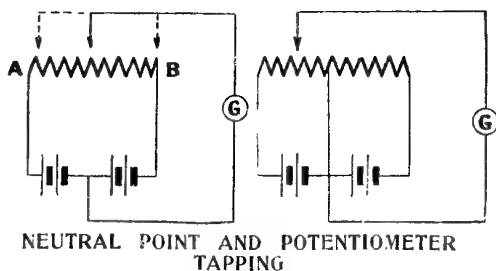 A B
G
G
NEUTRAL POINT AND POTENTIOMETER
TAPPING